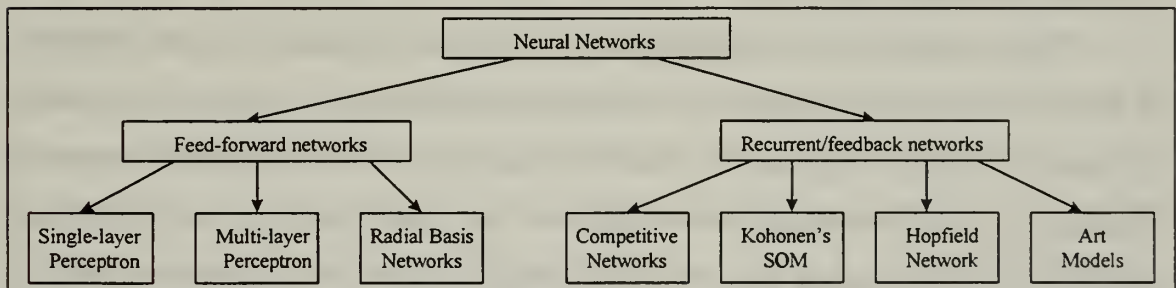 Neural Networks
Feed-forward networks
Recurrent/feedback networks
Single-layer
Perceptron
Multi-layer
Perceptron
Radial Basis
Networks
Competitive
Networks
Kohonen's
SOM
Hopfield
Network
Art
Models